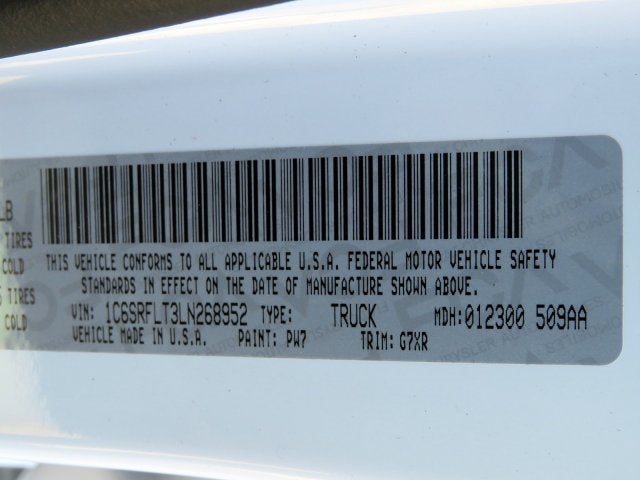 LB
TIRES
COLD
TIRES
COLD
THIS VEHICLE CONFORMS TO ALL APPLICABLE U.S.A. FEDERAL MOTOR VEHICLE SAFETY
STANDARDS IN EFFECT ON THE DATE OF MANUFACTURE SHOWN ABOVE.
VIN: 1C6SRFLT3LN268952 TYPE: TRUCK MDH: 012300 509AA
VEHICLE MADE IN U.S.A. PAINT: PW7 TRIM: G7XR